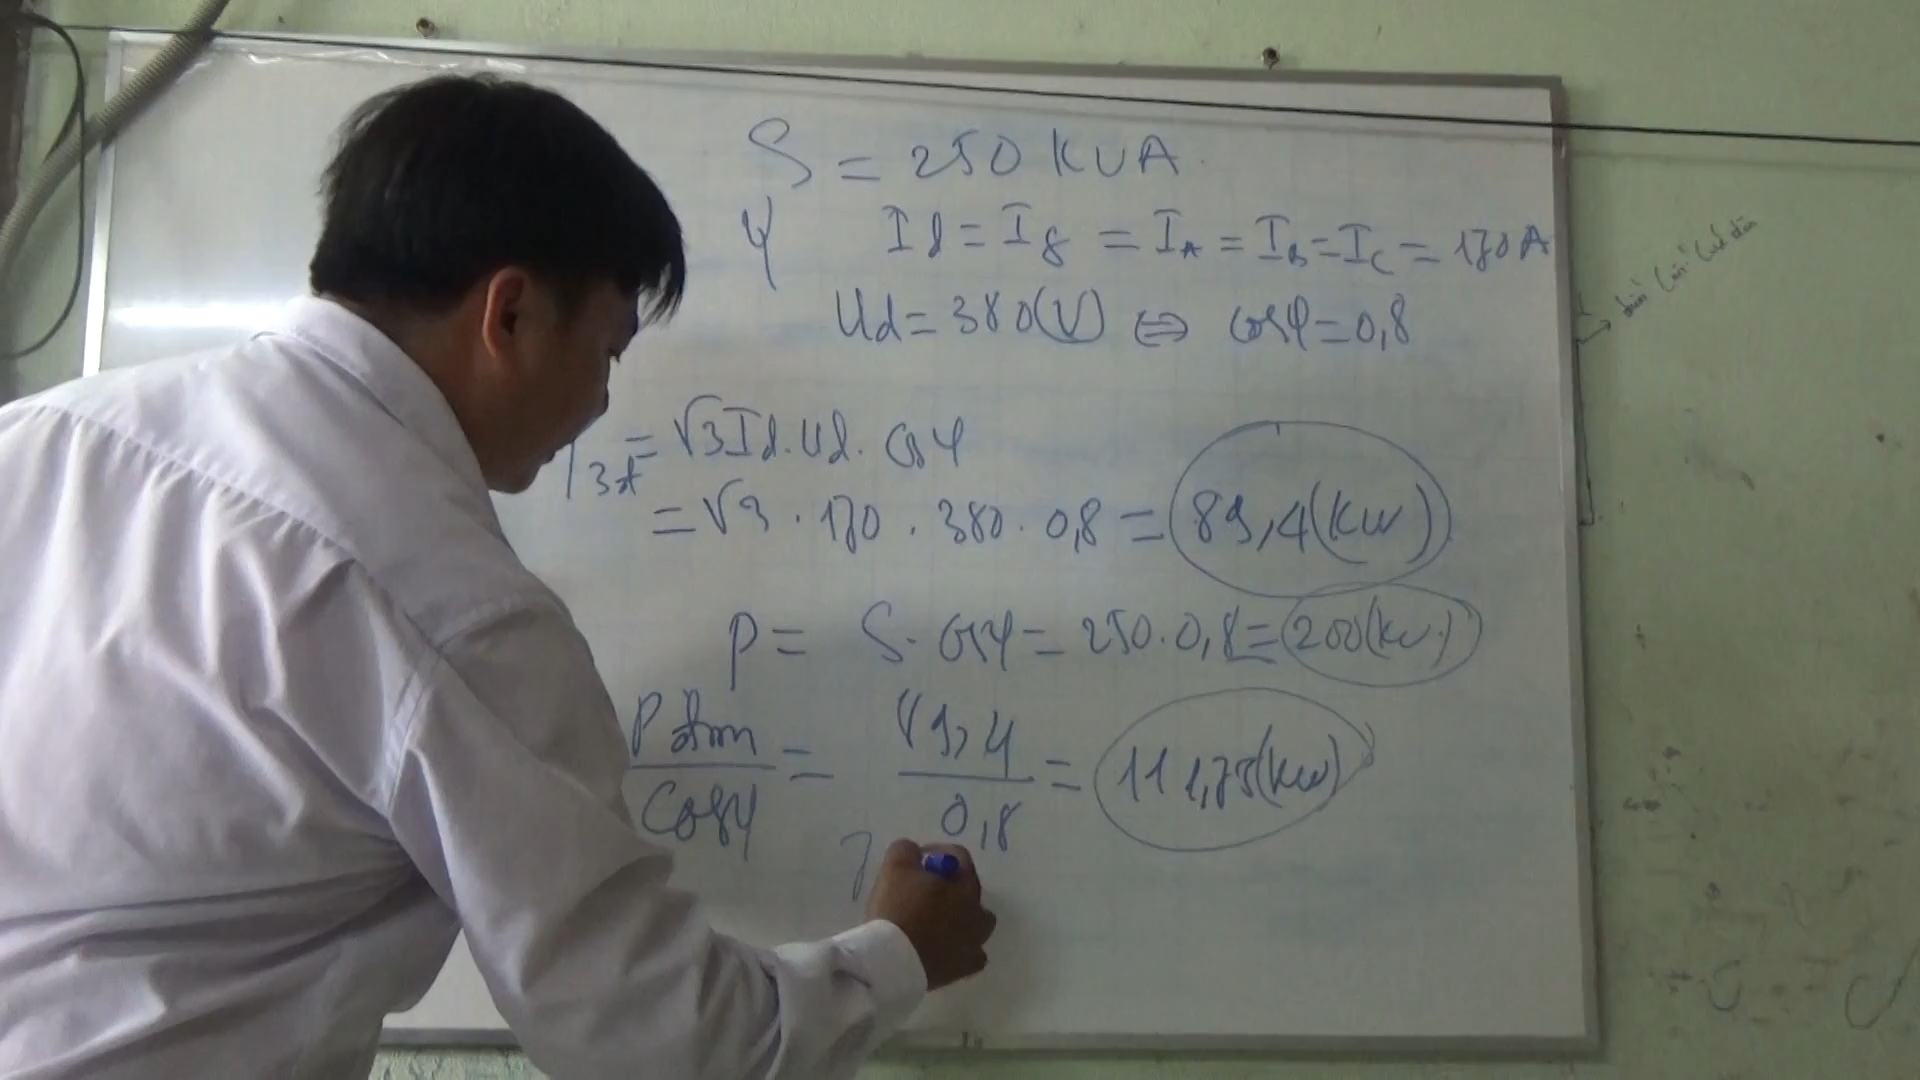 S = 250 KVA
Y Id = If = IA = IB = IC = 170 A
Ud = 380(V) ⇔ cosφ = 0,8
P3f = √3 Id. Ud. cosφ
= √3 . 170 . 380 . 0,8 = 89,4(KW)
P = S. cosφ = 250.0,8 = 200(kw)
Pđm / Cosφ = 89,4 / 0,8 = 111,75(kw)